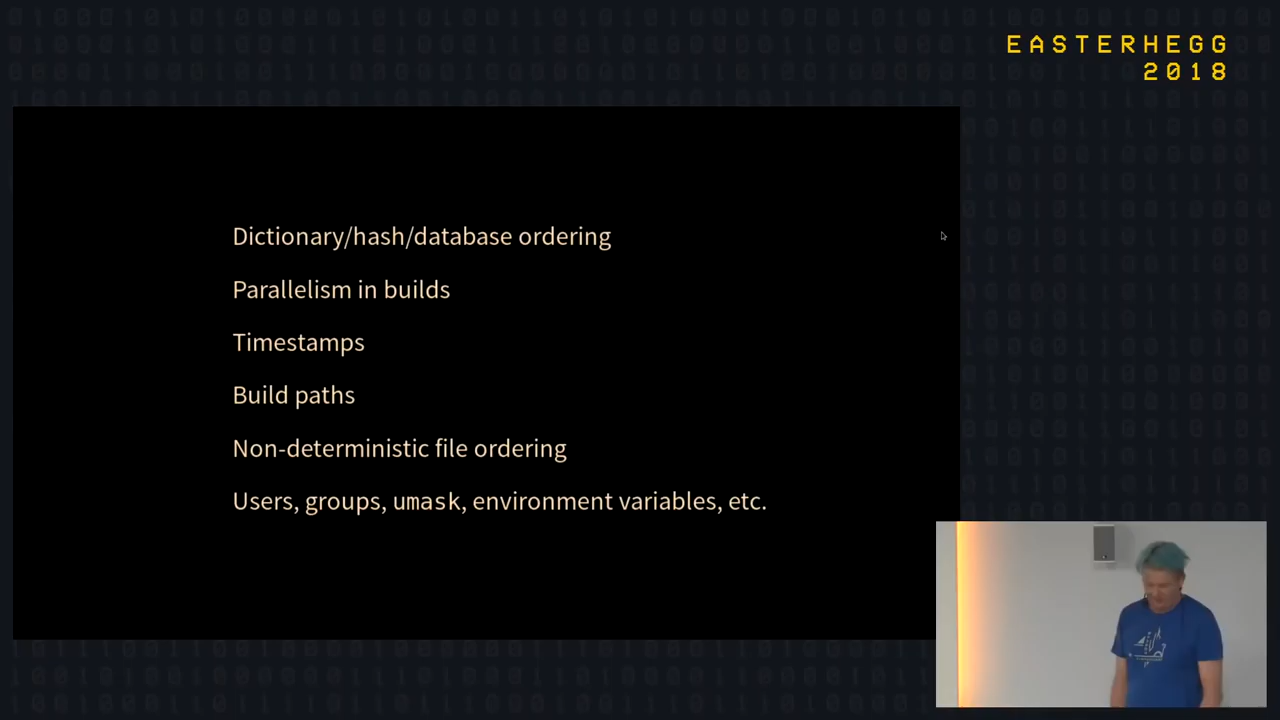 EASTERHEGG
2018
Dictionary/hash/database ordering
Parallelism in builds
Timestamps
Build paths
Non-deterministic file ordering
Users, groups, umask, environment variables, etc.